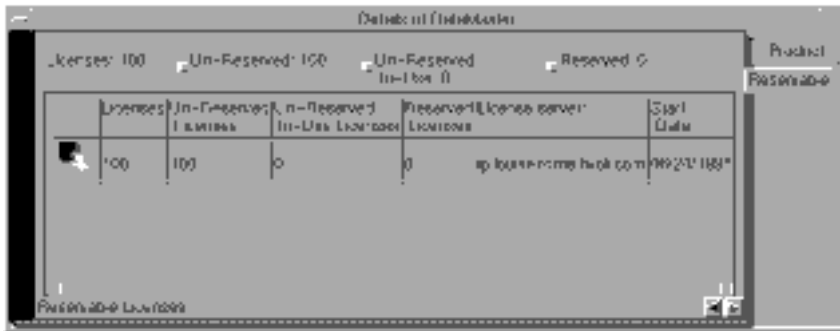 Details of DataMaster
Licenses: 100 Un-Reserved: 100 Un-Reserved In-Use: 0 Reserved: 0
Product
Reservable
Licenses Un-Reserved Licenses Un-Reserved In-Use Licenses Reserved Licenses License server Start Date
100 100 0 0
Reservable Licenses